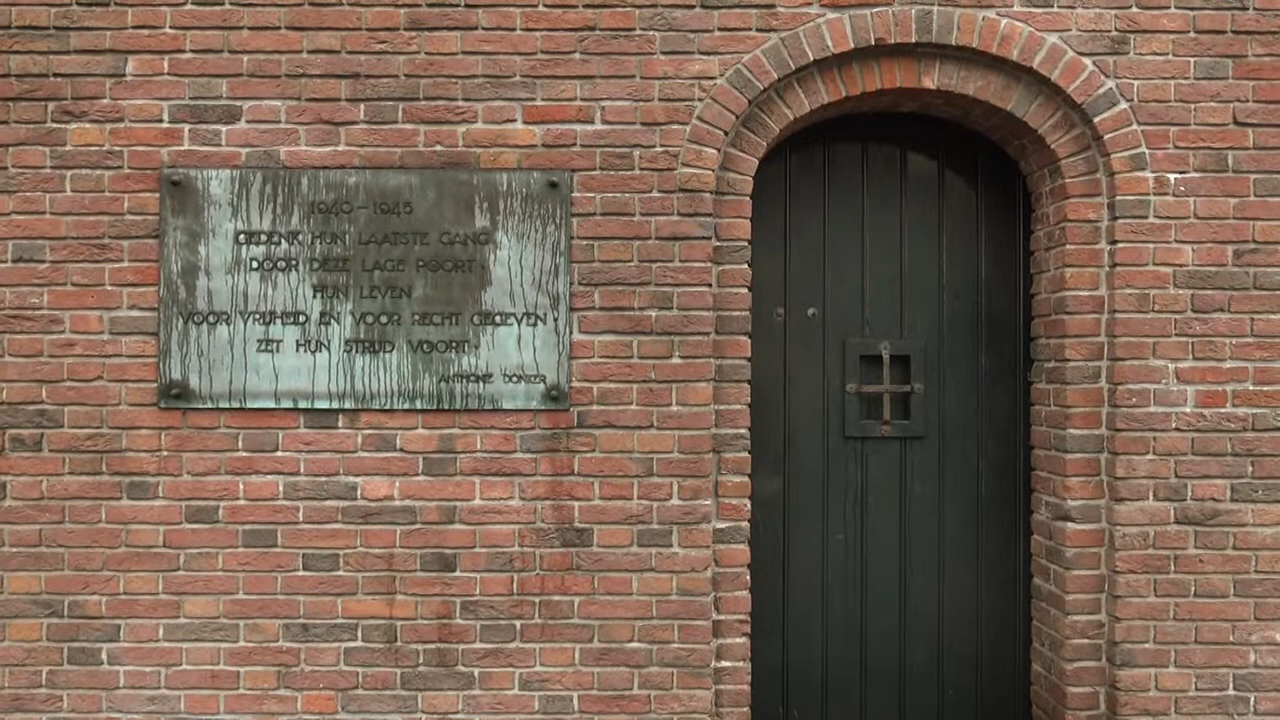 1940-1945
GEDENK HUN LAATSTE GANG
DOOR DEZE LAGE POORT·
HUN LEVEN
VOOR VRIJHEID EN VOOR RECHT GEGEVEN·
ZET HUN STRIJD VOORT·
ANTHONIE DONKER